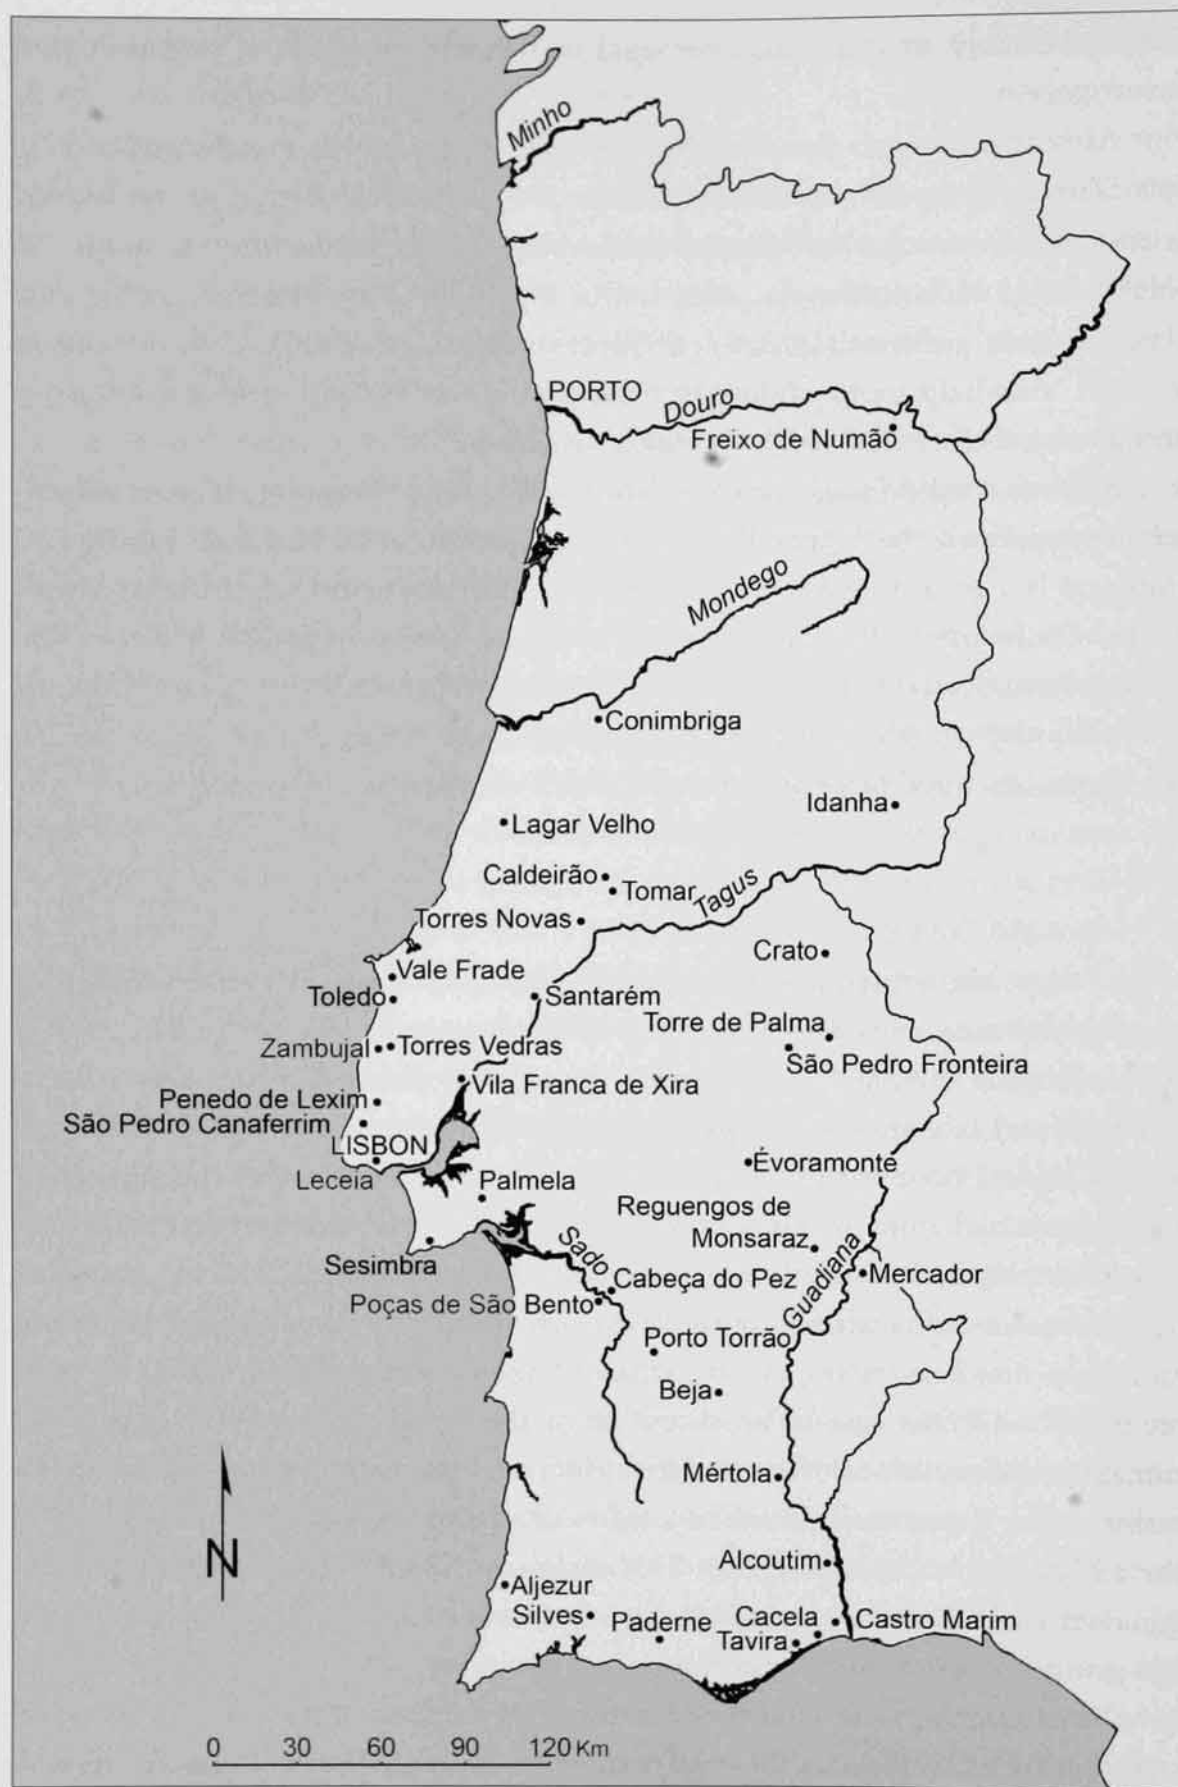 Minho
PORTO
Douro
Freixo de Numão
Mondego
Conimbriga
Idanha
Lagar Velho
Caldeirão
Tomar
Tagus
Torres Novas
Crato
Vale Frade
Toledo
Santarém
Torre de Palma
Zambujal
Torres Vedras
São Pedro Fronteira
Vila Franca de Xira
Penedo de Lexim
São Pedro Canaferrim
LISBON
Évoramonte
Leceia
Palmela
Reguengos de
Monsaraz
Sado
Guadiana
Sesimbra
Cabeça do Pez
Mercador
Poças de São Bento
Porto Torrão
Beja
Mértola
N
Alcoutim
Aljezur
Silves
Paderne
Cacela
Castro Marim
Tavira
0 30 60 90 120 Km